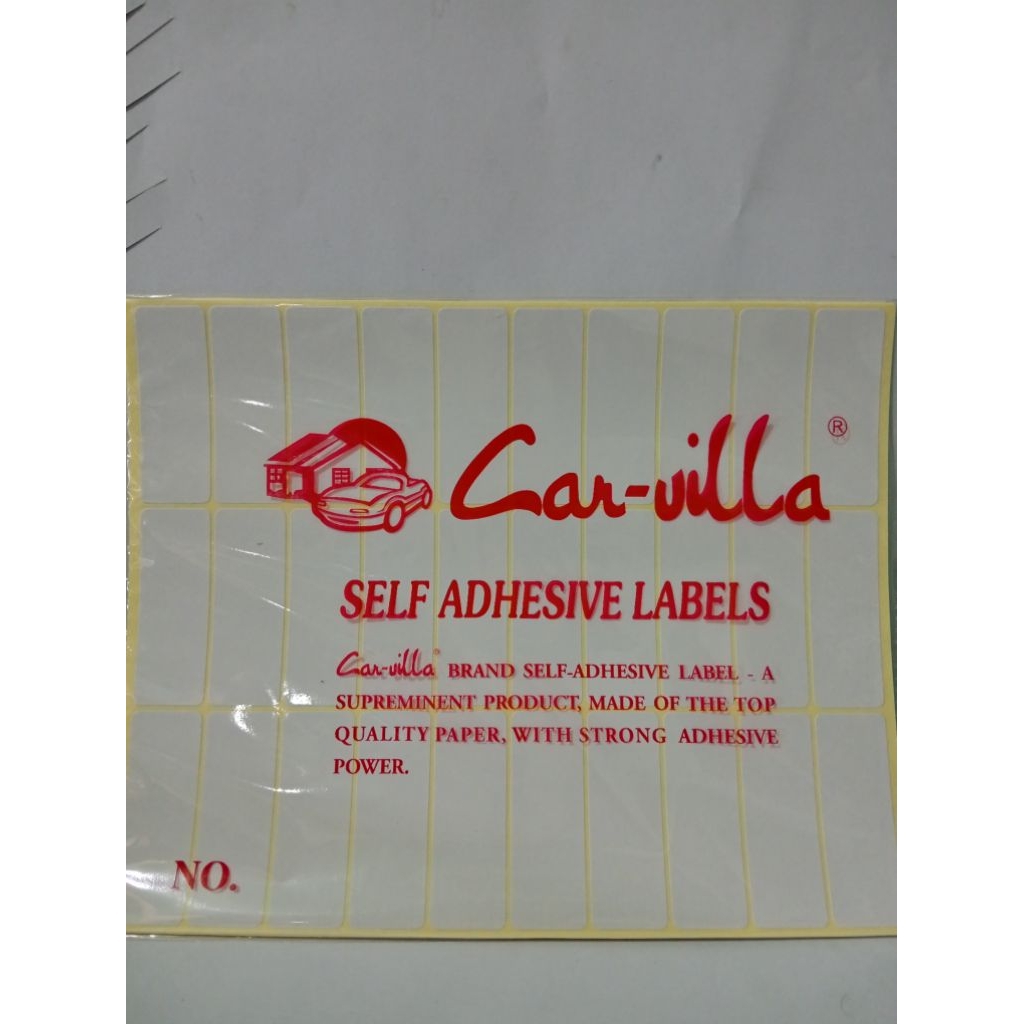 Car-villa ®
SELF ADHESIVE LABELS
Car-villa® BRAND SELF-ADHESIVE LABEL - A
SUPREMINENT PRODUCT, MADE OF THE TOP
QUALITY PAPER, WITH STRONG ADHESIVE
POWER.
NO.